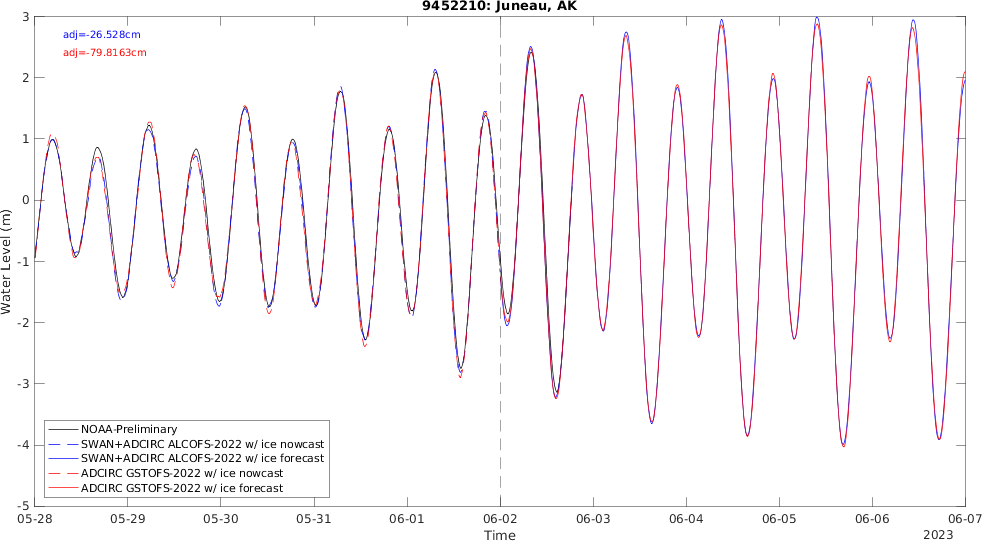 9452210: Juneau, AK
adj=-26.528cm
adj=-79.8163cm
Water Level (m)
3
2
1
0
-1
-2
-3
-4
-5
NOAA-Preliminary
SWAN+ADCIRC ALCOFS-2022 w/ ice nowcast
SWAN+ADCIRC ALCOFS-2022 w/ ice forecast
ADCIRC GSTOFS-2022 w/ ice nowcast
ADCIRC GSTOFS-2022 w/ ice forecast
05-28 05-29 05-30 05-31 06-01 06-02 06-03 06-04 06-05 06-06 06-07
Time
2023